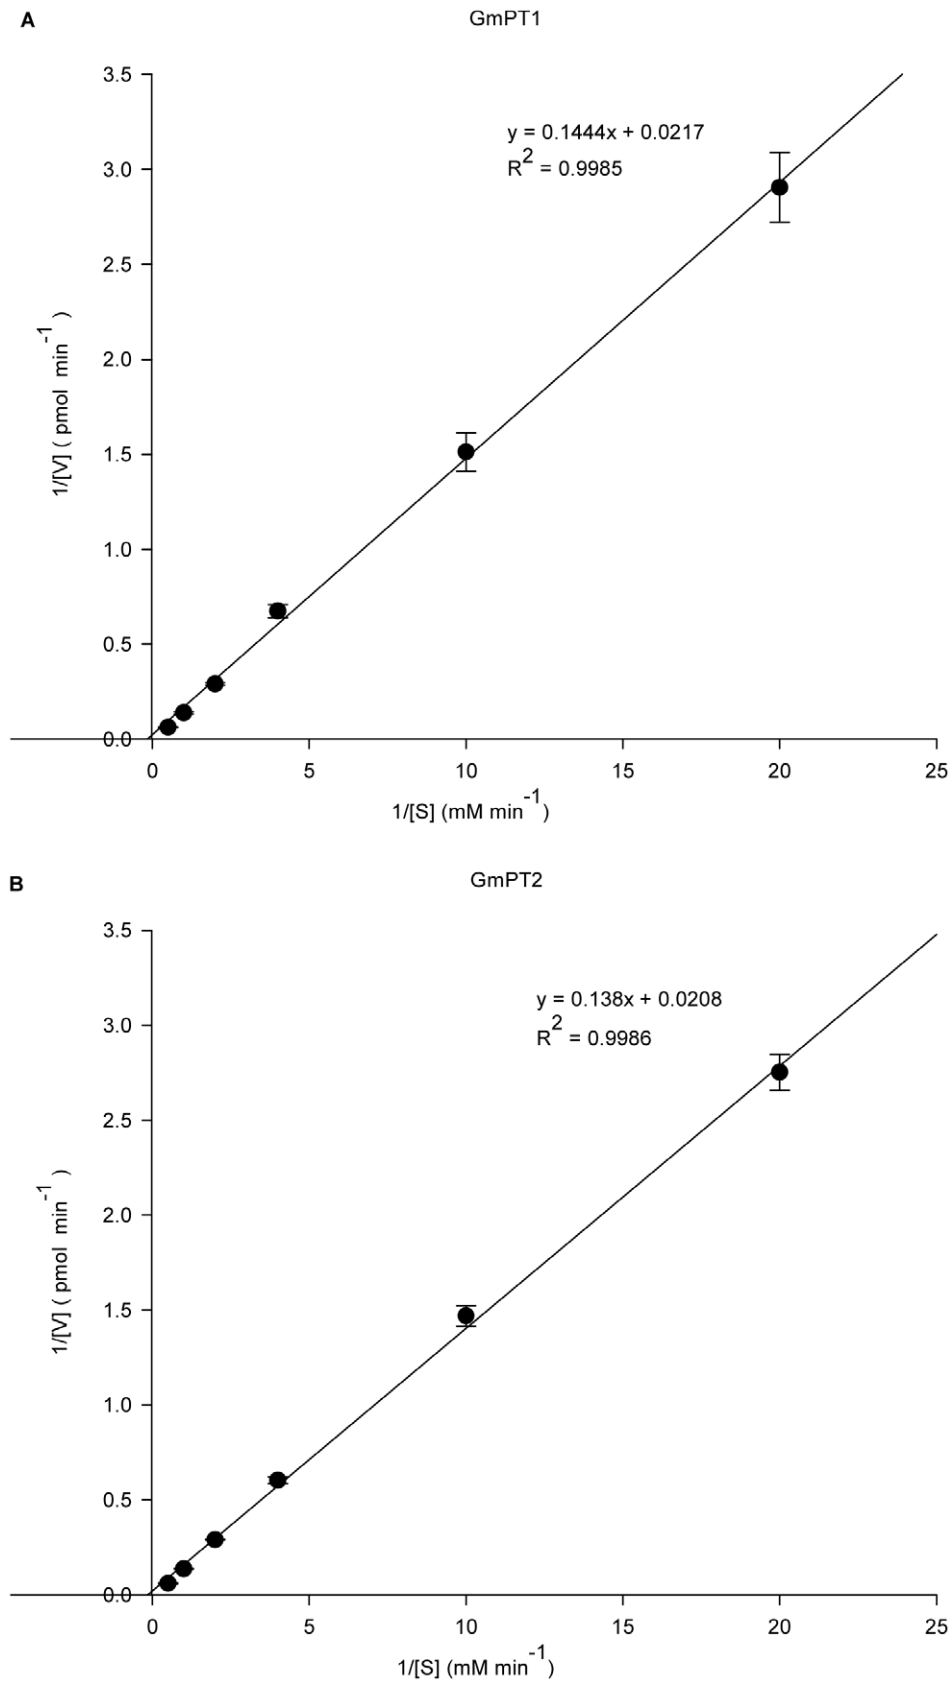 A
GmPT1
3.5
3.0
2.5
2.0
1.5
1.0
0.5
0.0
y = 0.1444x + 0.0217
R² = 0.9985
1/[V] ( pmol min⁻¹ )
0 5 10 15 20 25
1/[S] (mM min⁻¹)
B
GmPT2
3.5
3.0
2.5
2.0
1.5
1.0
0.5
0.0
y = 0.138x + 0.0208
R² = 0.9986
1/[V] ( pmol min⁻¹ )
0 5 10 15 20 25
1/[S] (mM min⁻¹)